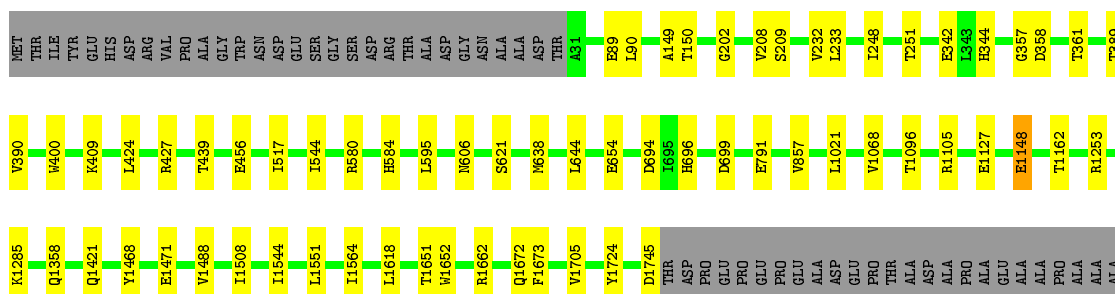 MET THR ILE TYR GLU HIS ASP ARG VAL PRO ALA GLY TRP ASN ASP GLU SER GLY SER ASP ARG THR ALA ASP GLY ASN ALA ALA ASP THR A31 E89 L90 A149 T150 G202 V208 S209 V232 L233 I248 T251 E342 L343 H344 G357 D358 T361 T389
V390 W400 K409 L424 R427 T439 E456 I517 I544 R580 H584 L595 N606 S621 M638 L644 E654 D694 I695 H696 D699 E791 V857 L1021 V1068 T1096 R1105 E1127 E1148 T1162 R1253
K1285 Q1358 Q1421 Y1468 E1471 V1488 I1508 I1544 L1551 I1564 L1618 T1651 W1652 R1662 Q1672 F1673 V1705 Y1724 D1745 THR ASP PRO GLU PRO GLU PRO GLU ALA ASP GLU PRO THR ALA ASP ALA PRO ALA GLU ALA ALA PRO ALA ALA ALA